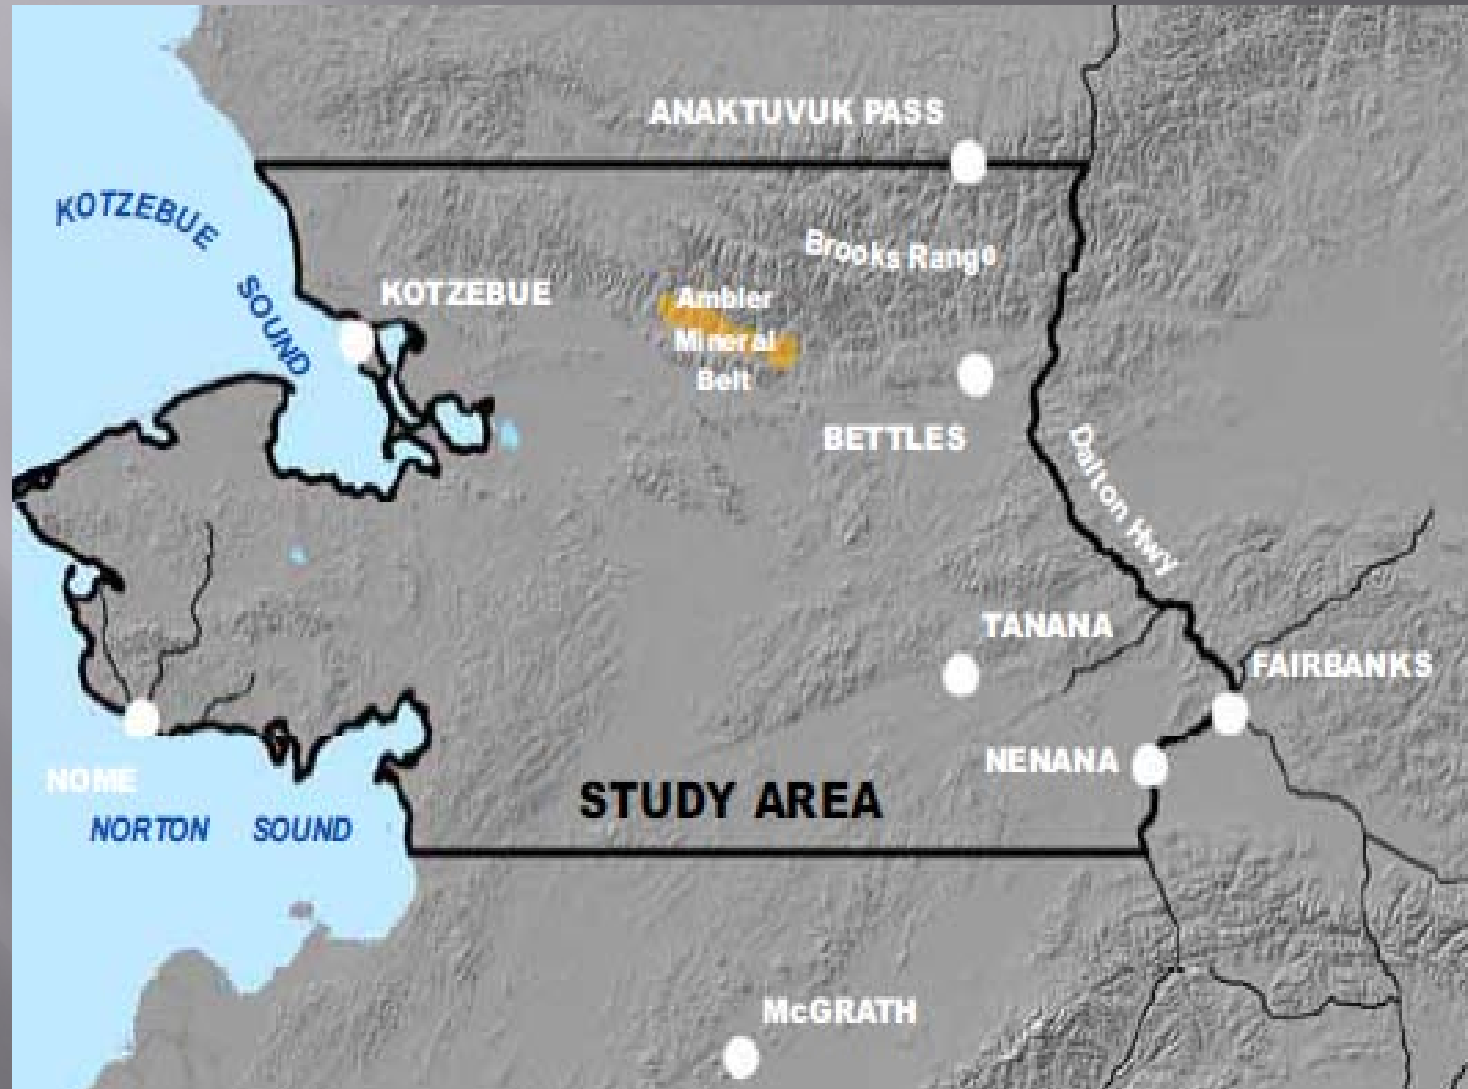 ANAKTUVUK PASS
KOTZEBUE
SOUND
Brooks Range
KOTZEBUE
Ambler
Mineral
Belt
BETTLES
Dalton Hwy
TANANA
FAIRBANKS
NENANA
NOME
STUDY AREA
NORTON SOUND
McGRATH